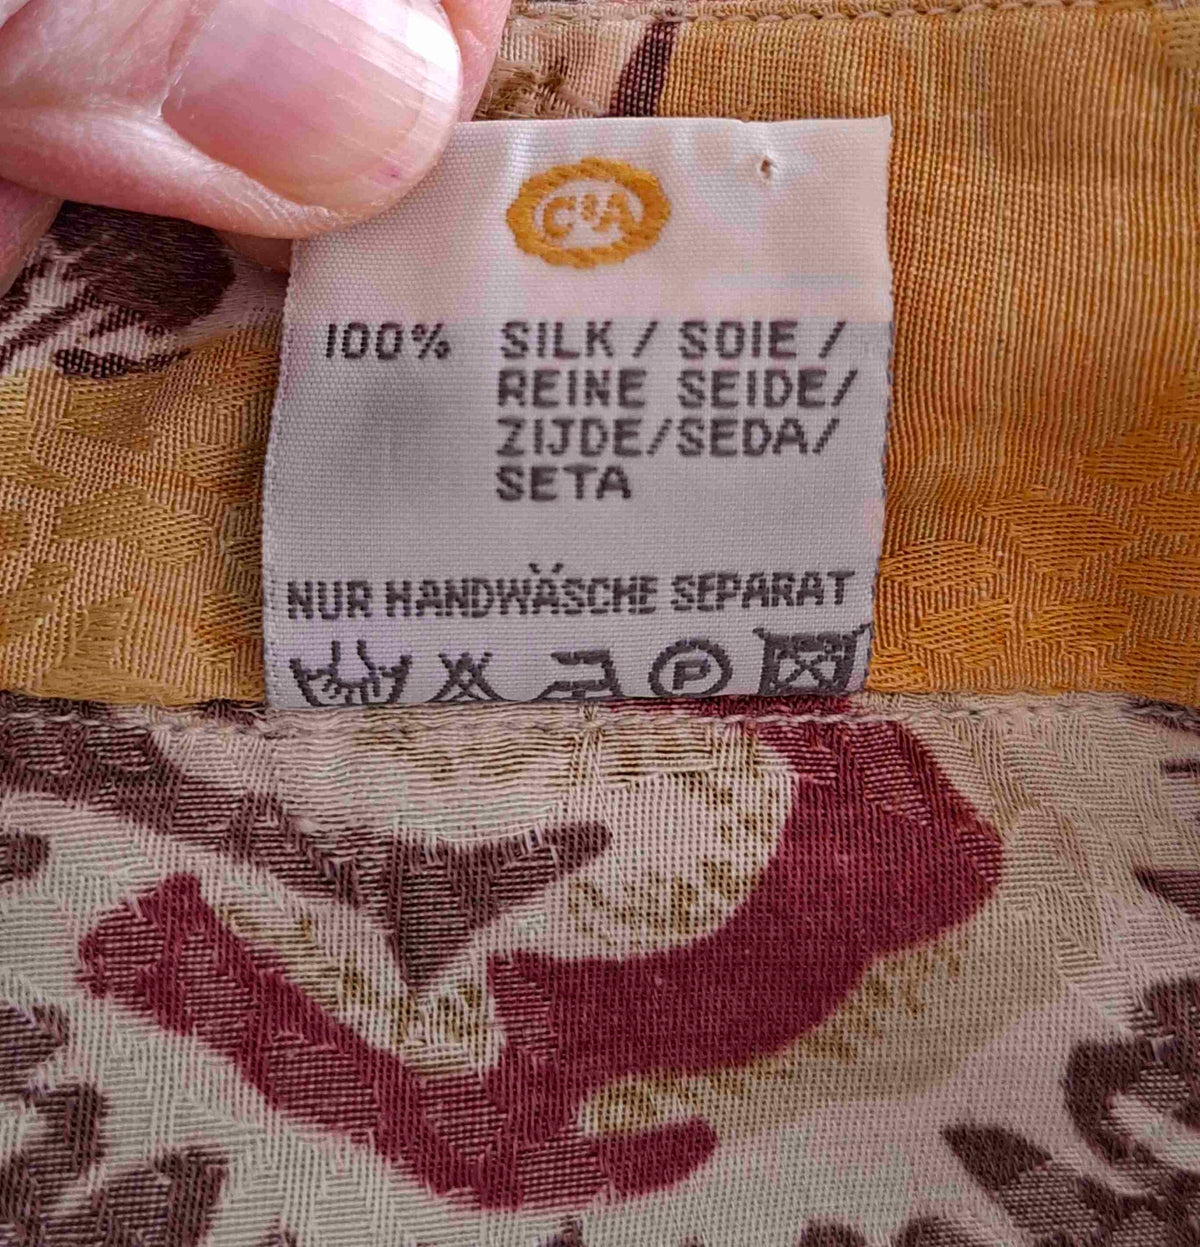 C&A
100% SILK / SOIE /
REINE SEIDE/
ZIJDE/SEDA/
SETA
NUR HANDWÄSCHE SEPARAT
P